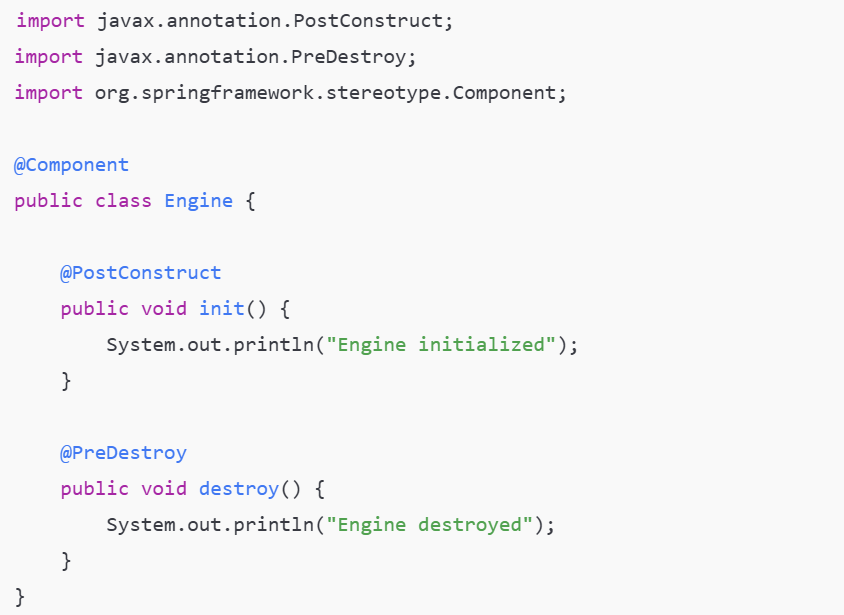 import javax.annotation.PostConstruct;
import javax.annotation.PreDestroy;
import org.springframework.stereotype.Component;

@Component
public class Engine {

    @PostConstruct
    public void init() {
        System.out.println("Engine initialized");
    }

    @PreDestroy
    public void destroy() {
        System.out.println("Engine destroyed");
    }
}